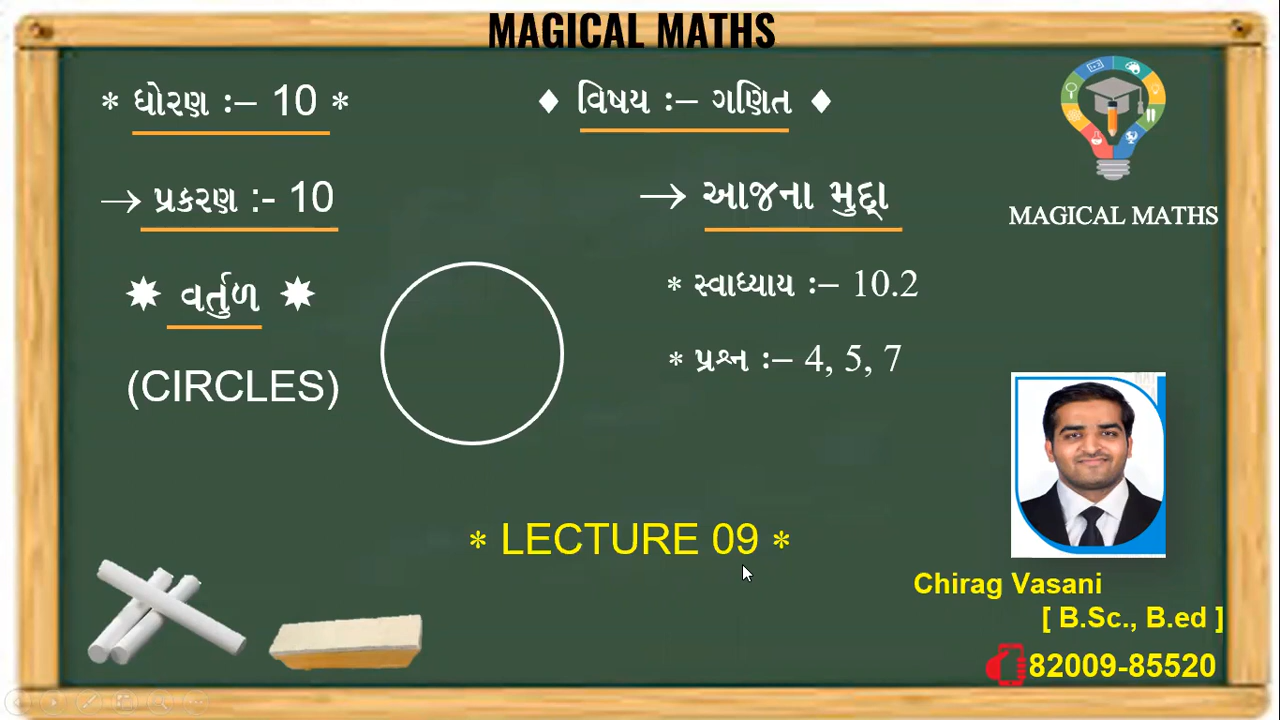 MAGICAL MATHS
* ધોરણ :– 10 *
♦ વિષય :– ગણિત ♦
→ પ્રકરણ :- 10
→ આજના મુદ્દા
MAGICAL MATHS
વર્તુળ
* સ્વાધ્યાય :– 10.2
(CIRCLES)
* પ્રશ્ન :– 4, 5, 7
* LECTURE 09 *
Chirag Vasani
[ B.Sc., B.ed ]
82009-85520